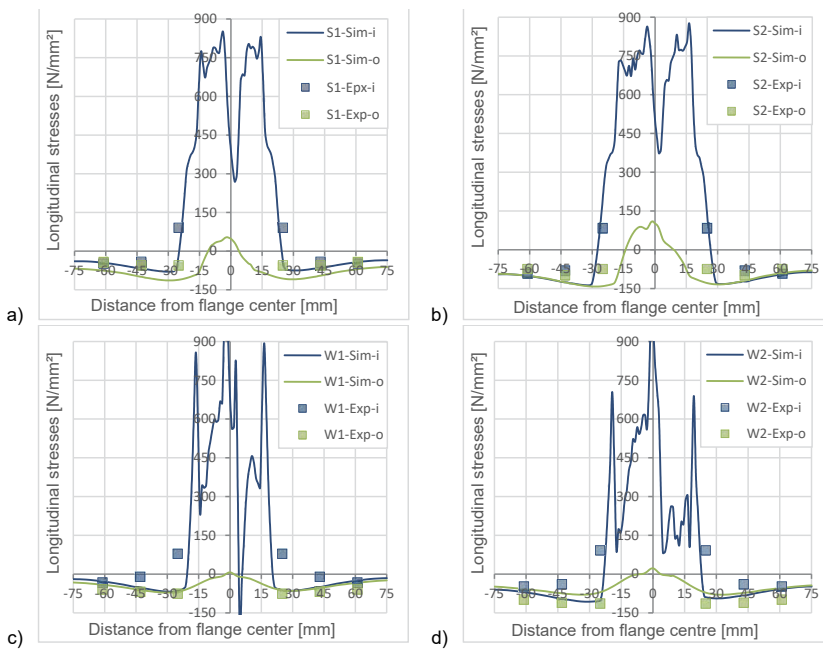 a)
Longitudinal stresses [N/mm²]
900
750
600
450
300
150
0
-150
-75 -60 -45 -30 -15 0 15 30 45 60 75
Distance from flange center [mm]
S1-Sim-i
S1-Sim-o
S1-Epx-i
S1-Exp-o
b)
Longitudinal stresses [N/mm²]
900
750
600
450
300
150
0
-150
-75 -60 -45 -30 -15 0 15 30 45 60 75
Distance from flange center [mm]
S2-Sim-i
S2-Sim-o
S2-Exp-i
S2-Exp-o
c)
Longitudinal stresses [N/mm²]
900
750
600
450
300
150
0
-150
-75 -60 -45 -30 -15 0 15 30 45 60 75
Distance from flange center [mm]
W1-Sim-i
W1-Sim-o
W1-Exp-i
W1-Exp-o
d)
Longitudinal stresses [N/mm²]
900
750
600
450
300
150
0
-150
-75 -60 -45 -30 -15 0 15 30 45 60 75
Distance from flange centre [mm]
W2-Sim-i
W2-Sim-o
W2-Exp-i
W2-Exp-o